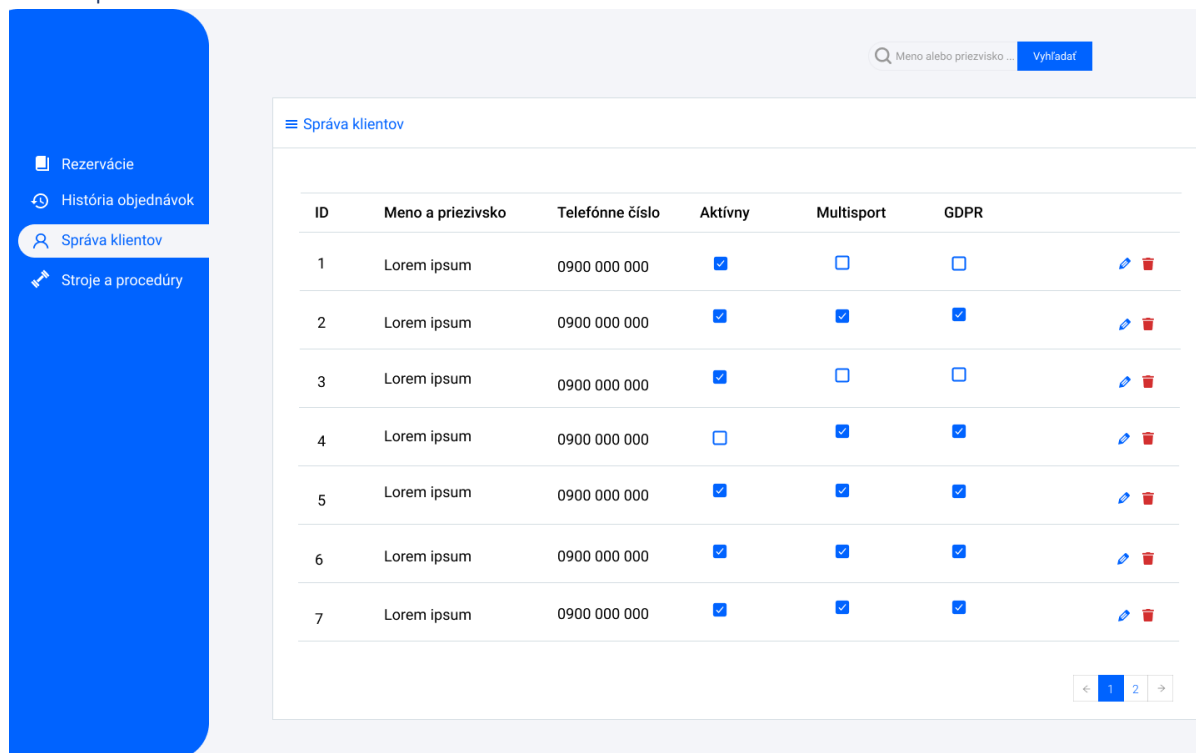 Meno alebo priezvisko ... Vyhľadať
Správa klientov
Rezervácie
História objednávok
Správa klientov
Stroje a procedúry
ID Meno a priezivsko Telefónne číslo Aktívny Multisport GDPR
1 Lorem ipsum 0900 000 000
2 Lorem ipsum 0900 000 000
3 Lorem ipsum 0900 000 000
4 Lorem ipsum 0900 000 000
5 Lorem ipsum 0900 000 000
6 Lorem ipsum 0900 000 000
7 Lorem ipsum 0900 000 000
1 2